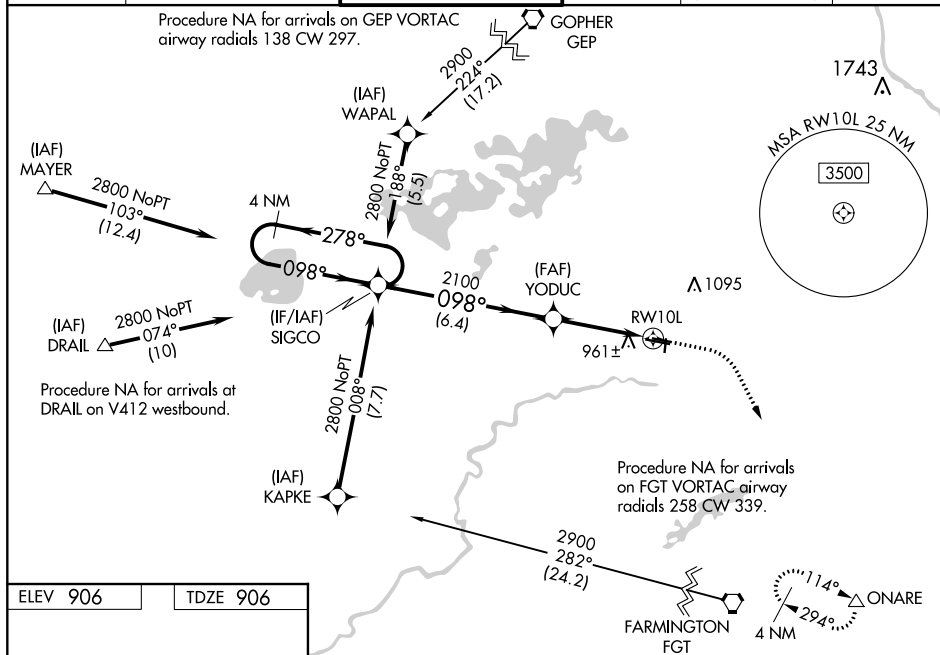 Procedure NA for arrivals on GEP VORTAC
airway radials 138 CW 297.
GOPHER
GEP
2900
224°
(17.2)
1743
(IAF)
WAPAL
MSA RW10L 25 NM
3500
(IAF)
MAYER
2800 NoPT
103°
(12.4)
2800 NoPT
188°
(5.5)
4 NM
278°
098°
2100
098°
(6.4)
(FAF)
YODUC
1095
(IF/IAF)
SIGCO
RW10L
961±
(IAF)
DRAIL
2800 NoPT
074°
(10)
Procedure NA for arrivals at
DRAIL on V412 westbound.
2800 NoPT
008°
(7.7)
(IAF)
KAPKE
Procedure NA for arrivals
on FGT VORTAC airway
radials 258 CW 339.
2900
282°
(24.2)
FARMINGTON
FGT
114°
294°
4 NM
ONARE
ELEV 906
TDZE 906